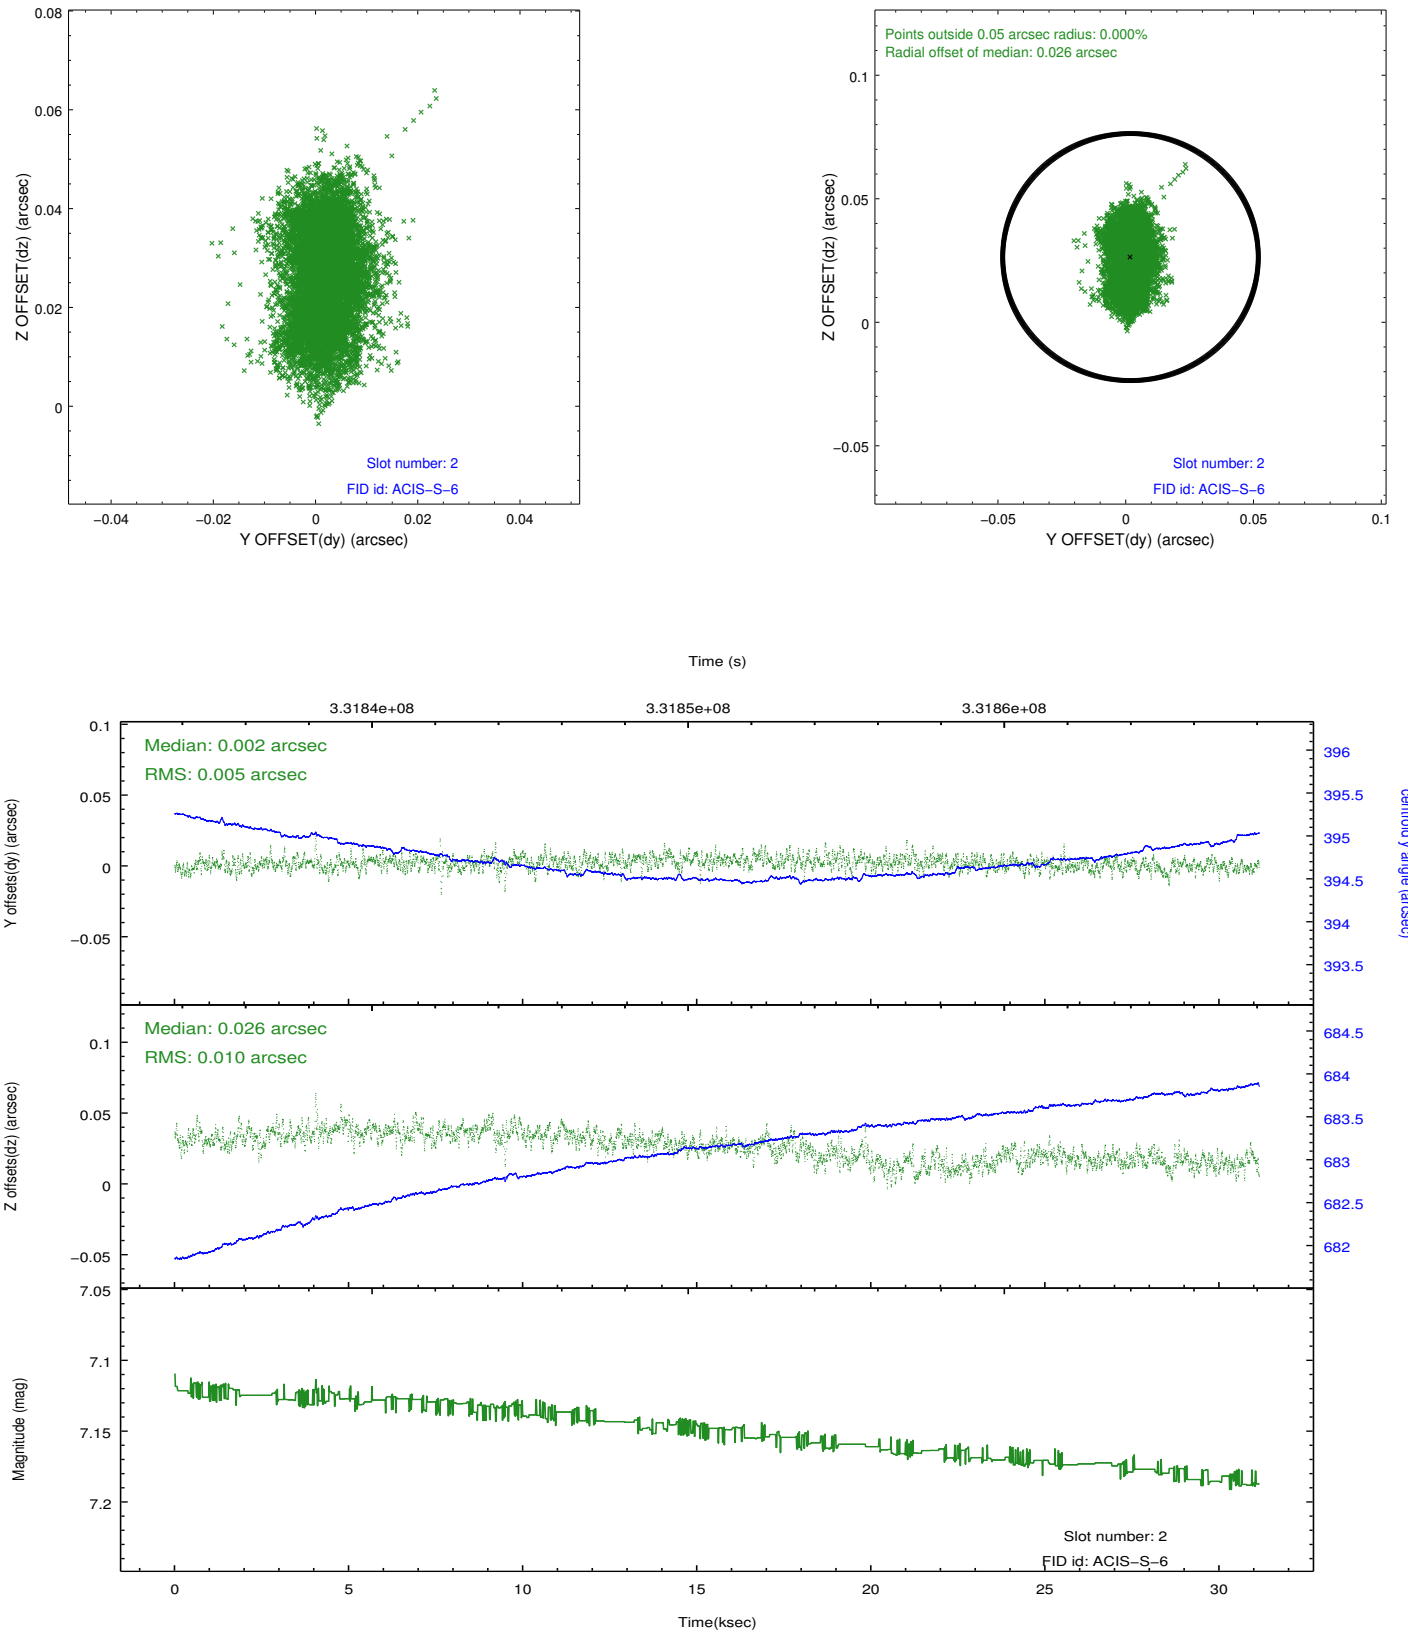 0.08
0.06
0.04
0.02
0
−0.04
−0.02
0
0.02
0.04
Z OFFSET(dz) (arcsec)
Y OFFSET(dy) (arcsec)
Slot number: 2
FID id: ACIS−S−6
Points outside 0.05 arcsec radius: 0.000%
Radial offset of median: 0.026 arcsec
0.1
0.05
0
−0.05
−0.05
0
0.05
0.1
Z OFFSET(dz) (arcsec)
Y OFFSET(dy) (arcsec)
Slot number: 2
FID id: ACIS−S−6
Time (s)
3.3184e+08
3.3185e+08
3.3186e+08
Median: 0.002 arcsec
RMS: 0.005 arcsec
0.1
0.05
0
−0.05
Y offsets(dy) (arcsec)
396
395.5
395
394.5
394
393.5
centroid y angle (arcsec)
Median: 0.026 arcsec
RMS: 0.010 arcsec
0.1
0.05
0
−0.05
Z offsets(dz) (arcsec)
684.5
684
683.5
683
682.5
682
7.05
7.1
7.15
7.2
Magnitude (mag)
Slot number: 2
FID id: ACIS−S−6
0
5
10
15
20
25
30
Time(ksec)